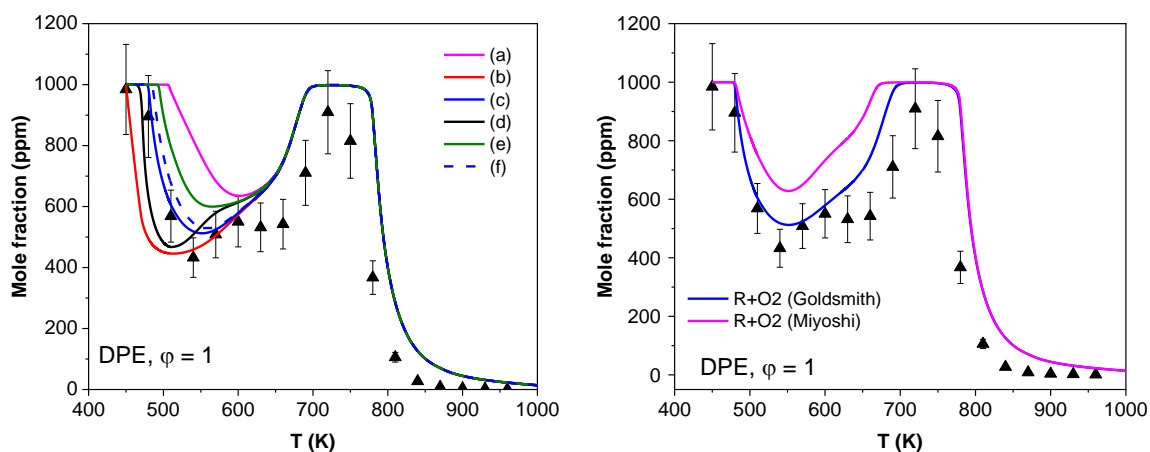 1200
1000
800
600
400
200
0
Mole fraction (ppm)
400 500 600 700 800 900 1000
T (K)
(a)
(b)
(c)
(d)
(e)
(f)
DPE, φ = 1
1200
1000
800
600
400
200
0
Mole fraction (ppm)
400 500 600 700 800 900 1000
T (K)
R+O2 (Goldsmith)
R+O2 (Miyoshi)
DPE, φ = 1